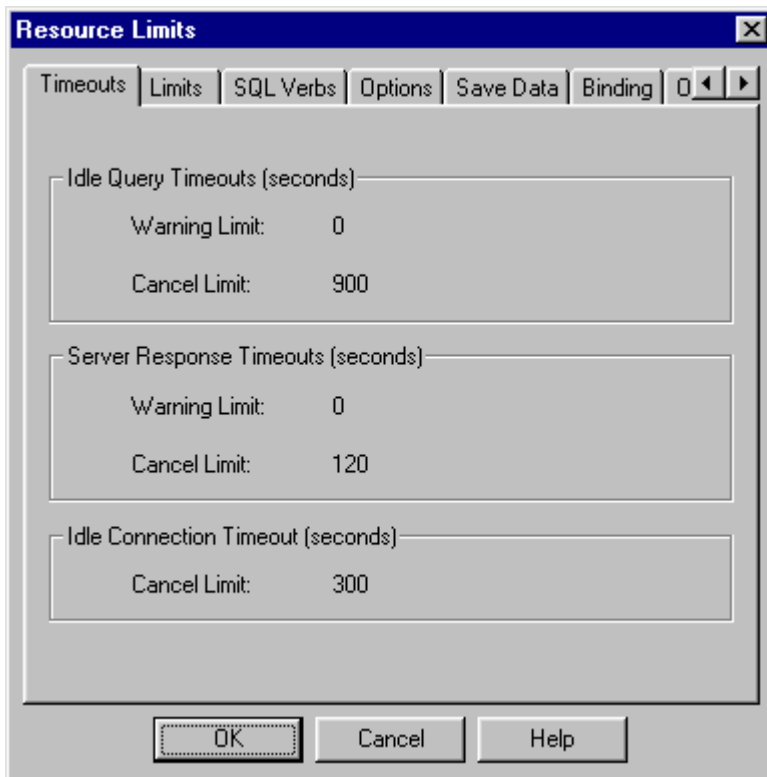 Resource Limits
Timeouts Limits SQL Verbs Options Save Data Binding O
Idle Query Timeouts (seconds)
Warning Limit: 0
Cancel Limit: 900
Server Response Timeouts (seconds)
Warning Limit: 0
Cancel Limit: 120
Idle Connection Timeout (seconds)
Cancel Limit: 300
OK Cancel Help